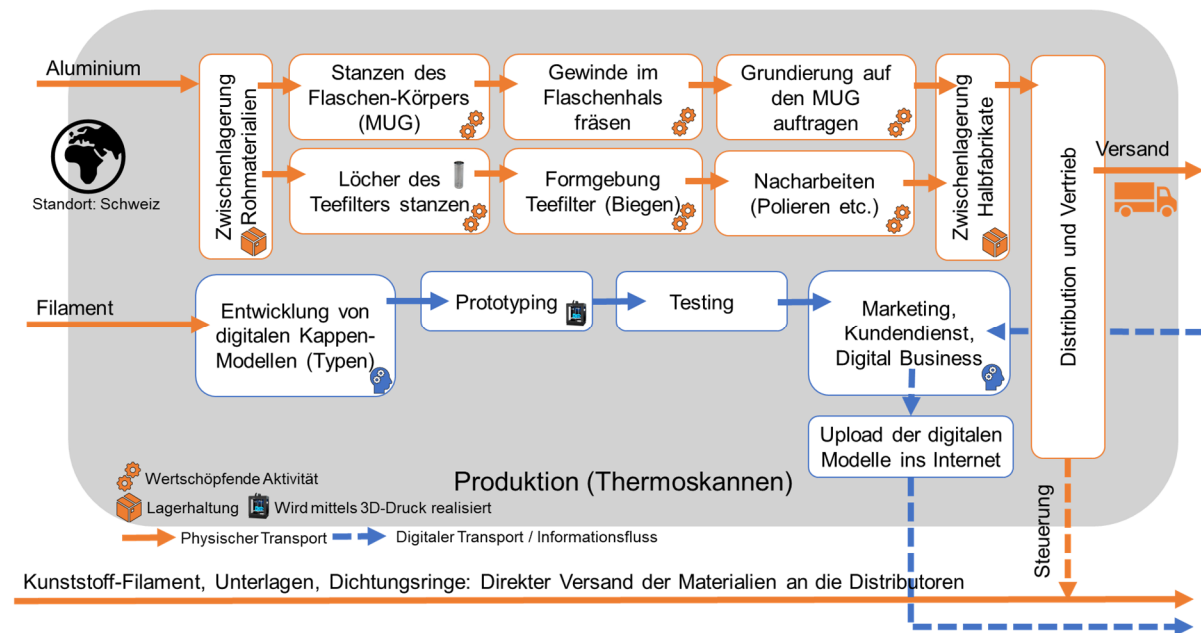 Aluminium
Standort: Schweiz
Zwischenlagerung
Rohmaterialien
Stanzen des
Flaschen-Körpers
(MUG)
Gewinde im
Flaschenhals
fräsen
Grundierung auf
den MUG
auftragen
Löcher des
Teefilters stanzen
Formgebung
Teefilter (Biegen)
Nacharbeiten
(Polieren etc.)
Zwischenlagerung
Halbfabrikate
Distribution und Vertrieb
Versand
Filament
Entwicklung von
digitalen Kappen-
Modellen (Typen)
Prototyping
Testing
Marketing,
Kundendienst,
Digital Business
Upload der digitalen
Modelle ins Internet
Produktion (Thermoskannen)
Wertschöpfende Aktivität
Lagerhaltung
Wird mittels 3D-Druck realisiert
Physischer Transport
Digitaler Transport / Informationsfluss
Steuerung
Kunststoff-Filament, Unterlagen, Dichtungsringe: Direkter Versand der Materialien an die Distributoren